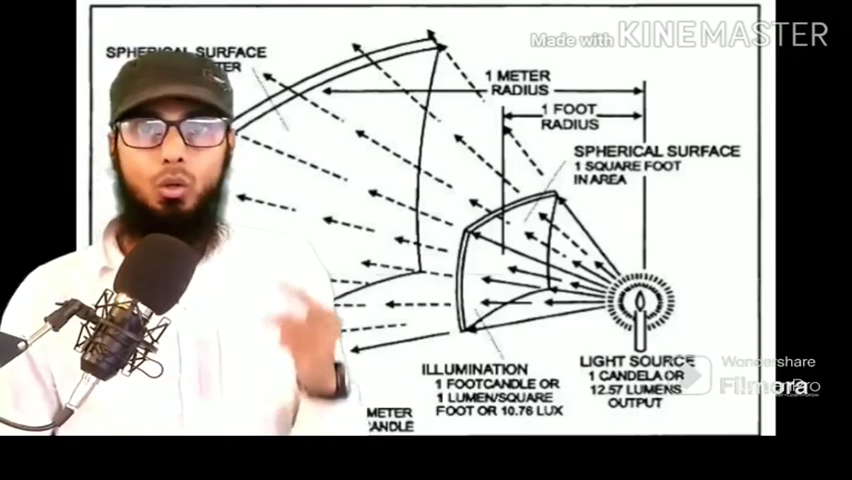 Made with KINEMASTER
SPHERICAL SURFACE
1 METER
RADIUS
1 FOOT
RADIUS
SPHERICAL SURFACE
1 SQUARE FOOT
IN AREA
ILLUMINATION
1 FOOTCANDLE OR
1 LUMEN/SQUARE
FOOT OR 10.76 LUX
LIGHT SOURCE
1 CANDELA OR
12.57 LUMENS
OUTPUT
METER
CANDLE
Wondershare
Filmora